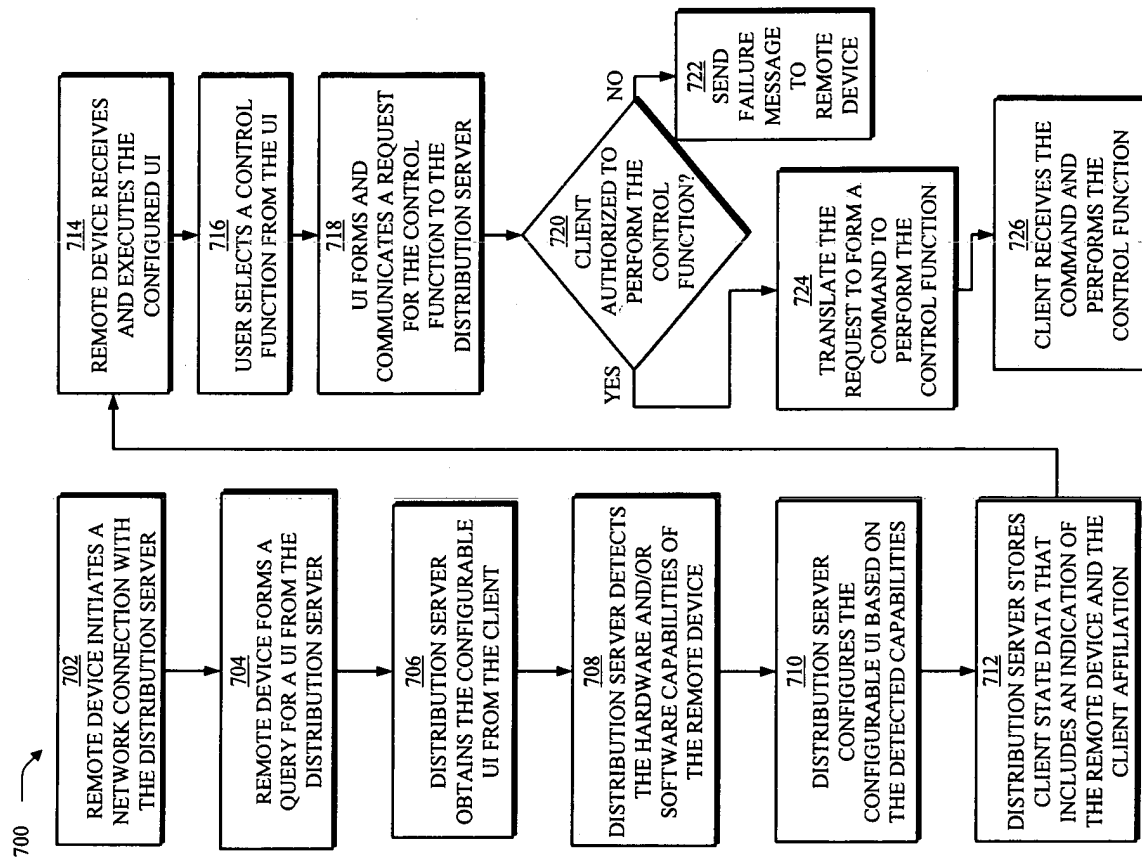 700
702
REMOTE DEVICE INITIATES A
NETWORK CONNECTION WITH
THE DISTRIBUTION SERVER
704
REMOTE DEVICE FORMS A
QUERY FOR A UI FROM THE
DISTRIBUTION SERVER
706
DISTRIBUTION SERVER
OBTAINS THE CONFIGURABLE
UI FROM THE CLIENT
708
DISTRIBUTION SERVER DETECTS
THE HARDWARE AND/OR
SOFTWARE CAPABILITIES OF
THE REMOTE DEVICE
710
DISTRIBUTION SERVER
CONFIGURES THE
CONFIGURABLE UI BASED ON
THE DETECTED CAPABILITIES
712
DISTRIBUTION SERVER STORES
CLIENT STATE DATA THAT
INCLUDES AN INDICATION OF
THE REMOTE DEVICE AND THE
CLIENT AFFILIATION
714
REMOTE DEVICE RECEIVES
AND EXECUTES THE
CONFIGURED UI
716
USER SELECTS A CONTROL
FUNCTION FROM THE UI
718
UI FORMS AND
COMMUNICATES A REQUEST
FOR THE CONTROL
FUNCTION TO THE
DISTRIBUTION SERVER
720
CLIENT
AUTHORIZED TO
PERFORM THE
CONTROL
FUNCTION?
NO
722
SEND
FAILURE
MESSAGE
TO
REMOTE
DEVICE
YES
724
TRANSLATE THE
REQUEST TO FORM A
COMMAND TO
PERFORM THE
CONTROL FUNCTION
726
CLIENT RECEIVES THE
COMMAND AND
PERFORMS THE
CONTROL FUNCTION